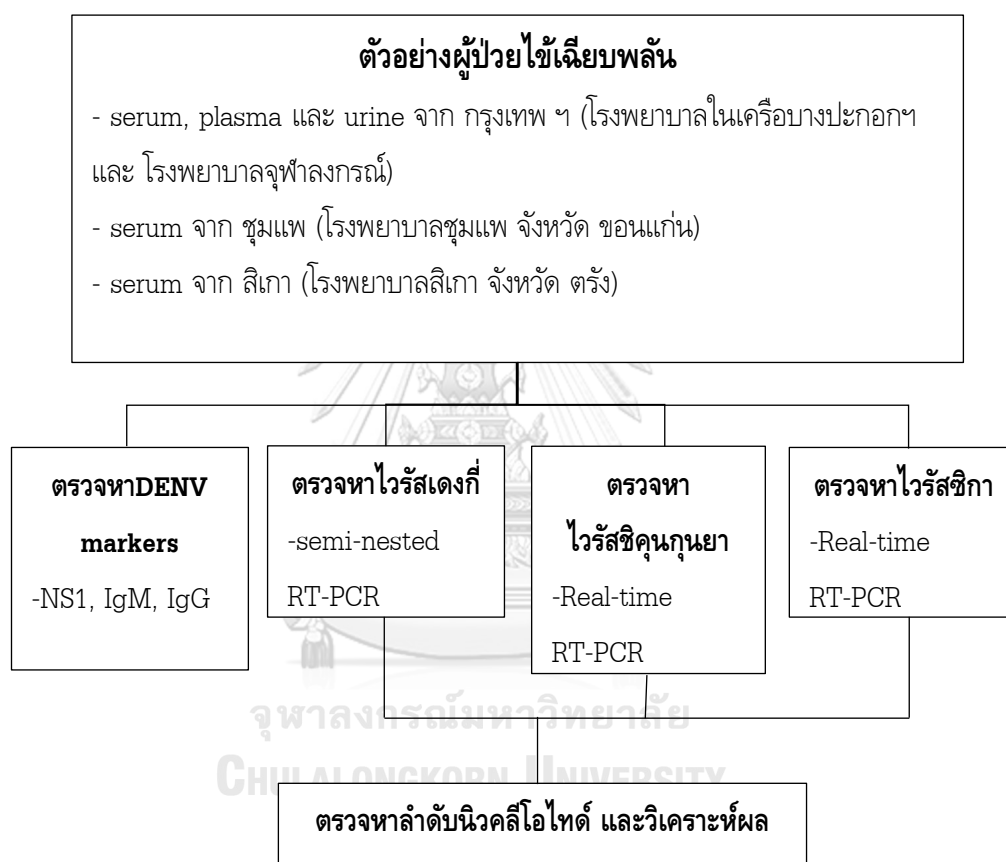 ตัวอย่างผู้ป่วยไข้เฉียบพลัน
- serum, plasma และ urine จาก กรุงเทพ ฯ (โรงพยาบาลในเครือบางปะกอกฯ
และ โรงพยาบาลจุฬาลงกรณ์)
- serum จาก ชุมแพ (โรงพยาบาลชุมแพ จังหวัด ขอนแก่น)
- serum จาก สิเกา (โรงพยาบาลสิเกา จังหวัด ตรัง)
ตรวจหาDENV
markers
-NS1, IgM, IgG
ตรวจหาไวรัสเดงกี่
-semi-nested
RT-PCR
ตรวจหา
ไวรัสชิคุนกุนยา
-Real-time
RT-PCR
ตรวจหาไวรัสซิกา
-Real-time
RT-PCR
จุฬาลงกรณ์มหาวิทยาลัย
CHULALONGKORN UNIVERSITY
ตรวจหาลำดับนิวคลีโอไทด์ และวิเคราะห์ผล